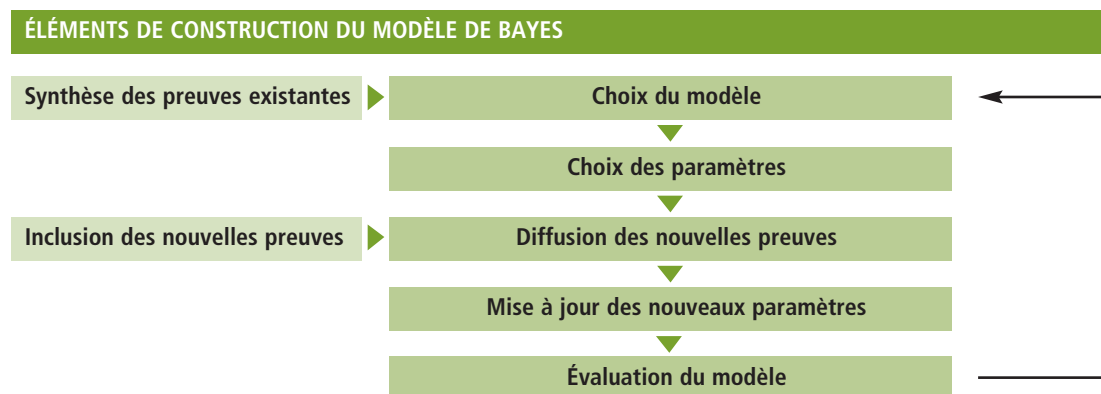 ÉLÉMENTS DE CONSTRUCTION DU MODÈLE DE BAYES
Synthèse des preuves existantes
Choix du modèle
Choix des paramètres
Inclusion des nouvelles preuves
Diffusion des nouvelles preuves
Mise à jour des nouveaux paramètres
Évaluation du modèle